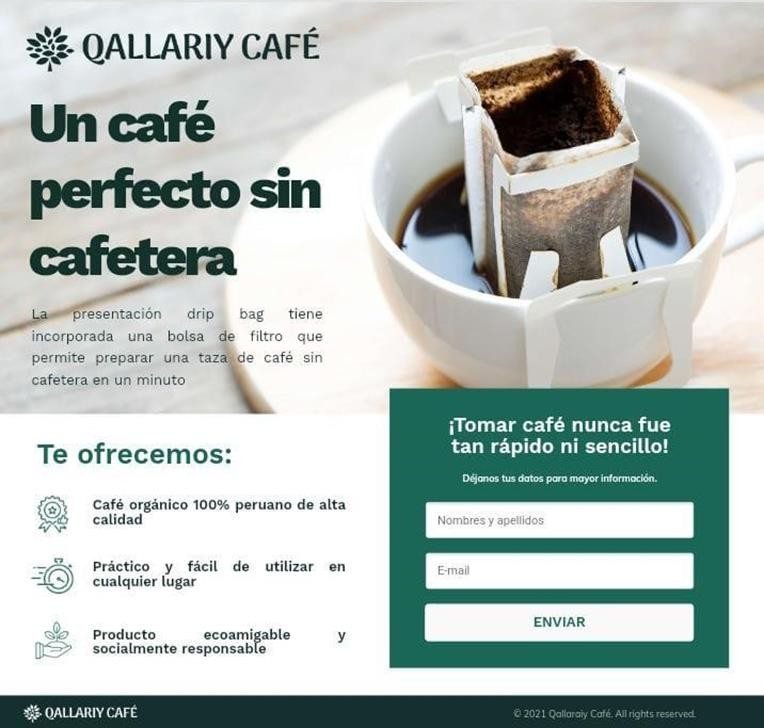 QALLARIY CAFÉ
Un café
perfecto sin
cafetera
La presentación drip bag tiene
incorporada una bolsa de filtro que
permite preparar una taza de café sin
cafetera en un minuto
Te ofrecemos:
Café orgánico 100% peruano de alta
calidad
Práctico y fácil de utilizar en
cualquier lugar
Producto ecoamigable y
socialmente responsable
¡Tomar café nunca fue
tan rápido ni sencillo!
Déjanos tus datos para mayor información.
Nombres y apellidos
E-mail
ENVIAR
QALLARIY CAFÉ
© 2021 Qallaraiy Café. All rights reserved.